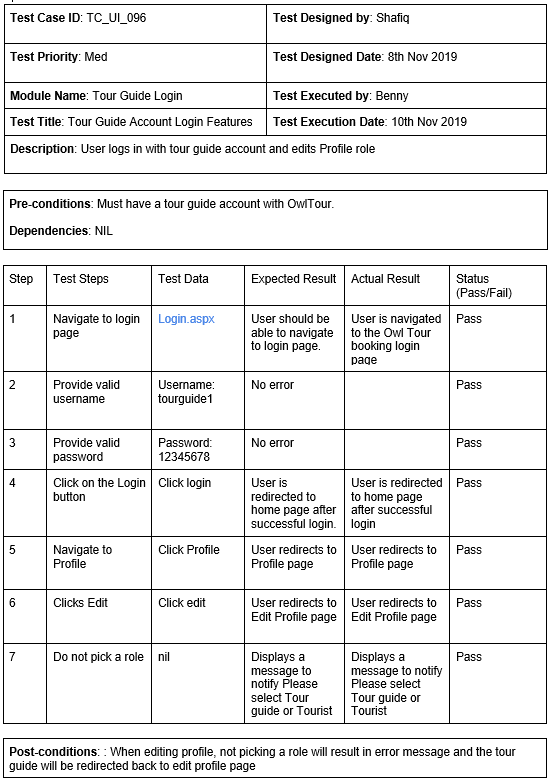 Test Case ID: TC_UI_096
Test Designed by: Shafiq
Test Priority: Med
Test Designed Date: 8th Nov 2019
Module Name: Tour Guide Login
Test Executed by: Benny
Test Title: Tour Guide Account Login Features
Test Execution Date: 10th Nov 2019
Description: User logs in with tour guide account and edits Profile role
Pre-conditions: Must have a tour guide account with OwlTour.
Dependencies: NIL
Step
Test Steps
Test Data
Expected Result
Actual Result
Status
(Pass/Fail)
1
Navigate to login
page
Login.aspx
User should be
able to navigate
to login page.
User is navigated
to the Owl Tour
booking login
page
Pass
2
Provide valid
username
Username:
tourguide1
No error
Pass
3
Provide valid
password
Password:
12345678
No error
Pass
4
Click on the Login
button
Click login
User is
redirected to
home page after
successful login.
User is redirected
to home page
after successful
login
Pass
5
Navigate to
Profile
Click Profile
User redirects to
Profile page
User redirects to
Profile page
Pass
6
Clicks Edit
Click edit
User redirects to
Edit Profile page
User redirects to
Edit Profile page
Pass
7
Do not pick a role
nil
Displays a
message to
notify Please
select Tour
guide or Tourist
Displays a
message to notify
Please select
Tour guide or
Tourist
Pass
Post-conditions: : When editing profile, not picking a role will result in error message and the tour
guide will be redirected back to edit profile page